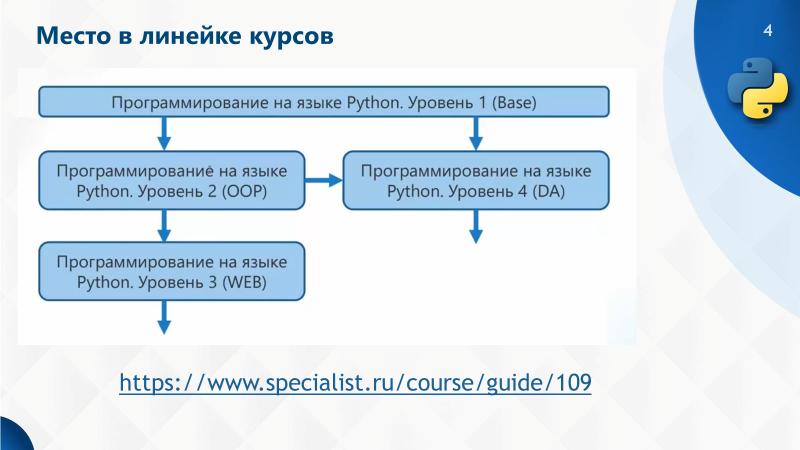 Место в линейке курсов
4
Программирование на языке Python. Уровень 1 (Base)
Программирование на языке
Python. Уровень 2 (OOP)
Программирование на языке
Python. Уровень 4 (DA)
Программирование на языке
Python. Уровень 3 (WEB)
https://www.specialist.ru/course/guide/109